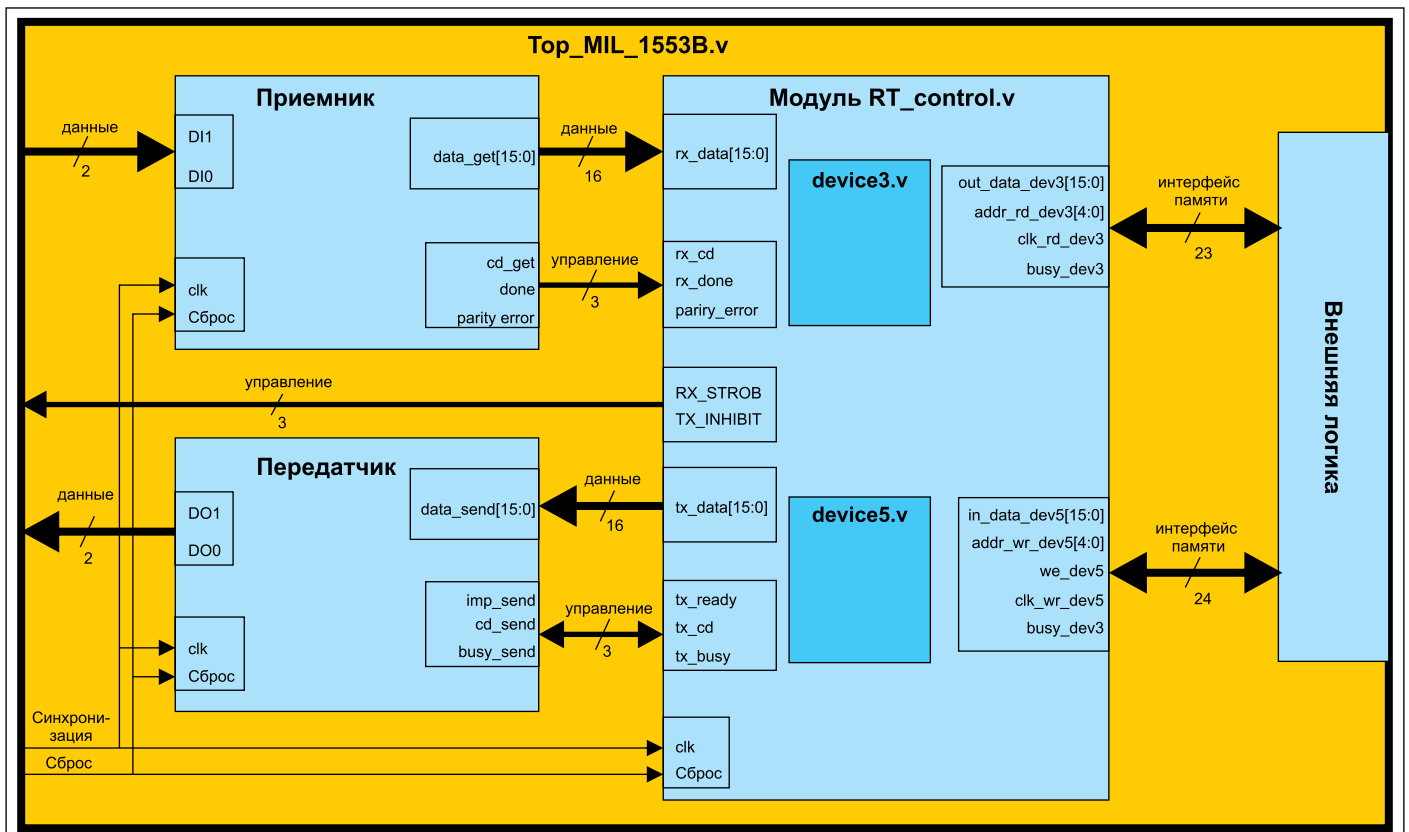 Top_MIL_1553B.v
Приемник
данные
2
DI1
DI0
data_get[15:0]
clk
Сброс
cd_get
done
parity error
данные
16
управление
3
Модуль RT_control.v
rx_data[15:0]
rx_cd
rx_done
pariry_error
device3.v
out_data_dev3[15:0]
addr_rd_dev3[4:0]
clk_rd_dev3
busy_dev3
интерфейс
памяти
23
Внешняя логика
управление
3
RX_STROB
TX_INHIBIT
Передатчик
данные
2
DO1
DO0
data_send[15:0]
clk
Сброс
imp_send
cd_send
busy_send
данные
16
управление
3
tx_data[15:0]
tx_ready
tx_cd
tx_busy
device5.v
in_data_dev5[15:0]
addr_wr_dev5[4:0]
we_dev5
clk_wr_dev5
busy_dev3
интерфейс
памяти
24
Синхрони-
зация
Сброс
clk
Сброс